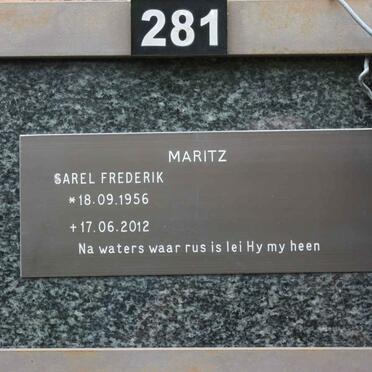 281
MARITZ
SAREL FREDERIK
*18.09.1956
+17.06.2012
Na waters waar rus is lei Hy my heen